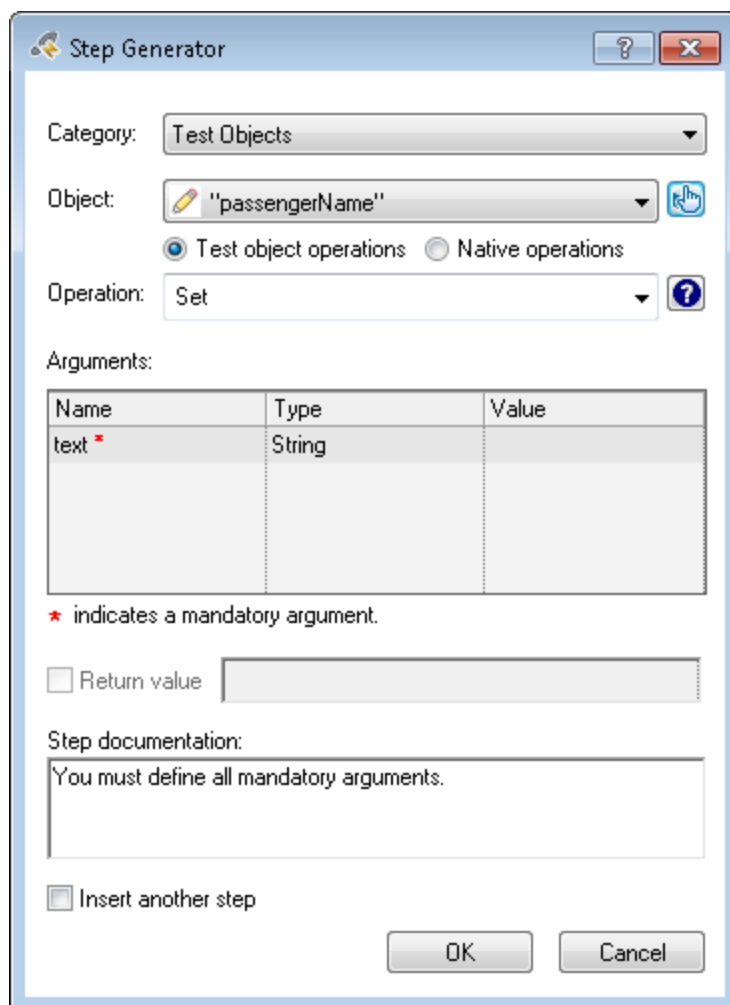 Step Generator
?
Category: Test Objects
Object: "passengerName"
Test object operations Native operations
Operation: Set ?
Arguments:
Name Type Value
text * String
* indicates a mandatory argument.
Return value
Step documentation:
You must define all mandatory arguments.
Insert another step
OK Cancel